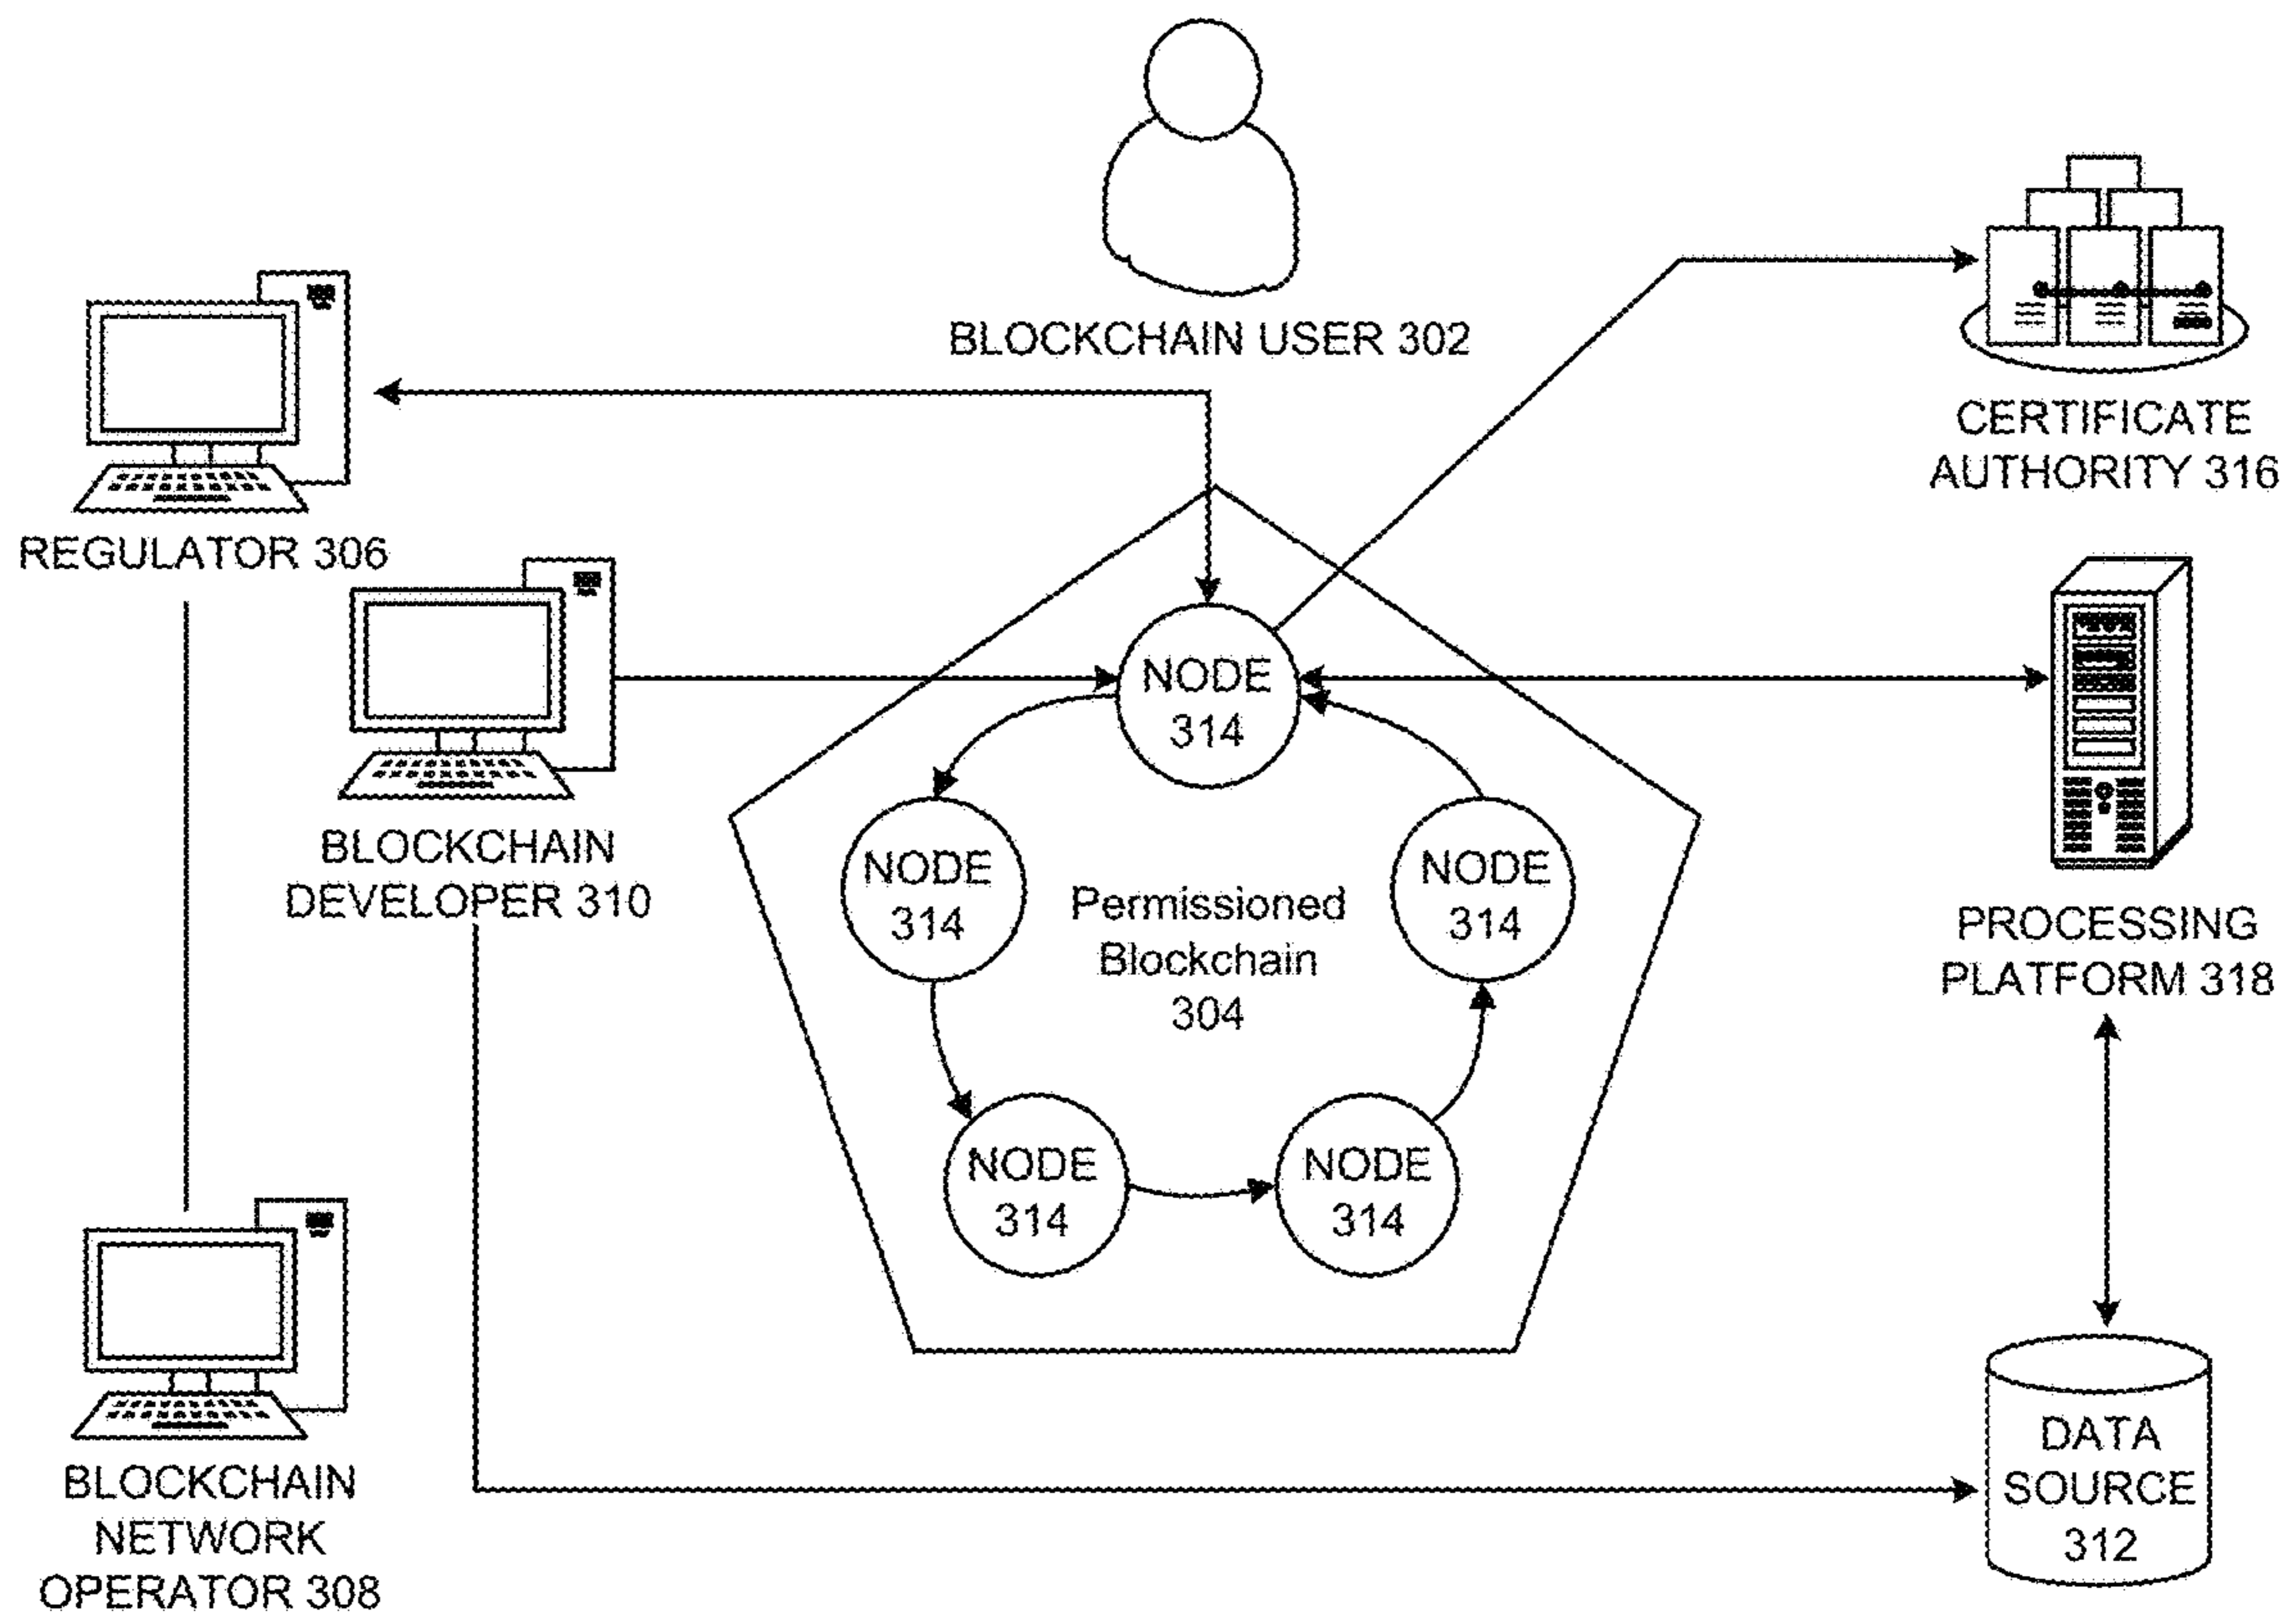 BLOCKCHAIN USER 302
CERTIFICATE
AUTHORITY 316
REGULATOR 306
NODE
314
BLOCKCHAIN
DEVELOPER 310
NODE
314
Permissioned
Blockchain
304
NODE
314
PROCESSING
PLATFORM 318
NODE
314
NODE
314
BLOCKCHAIN
NETWORK
OPERATOR 308
DATA
SOURCE
312